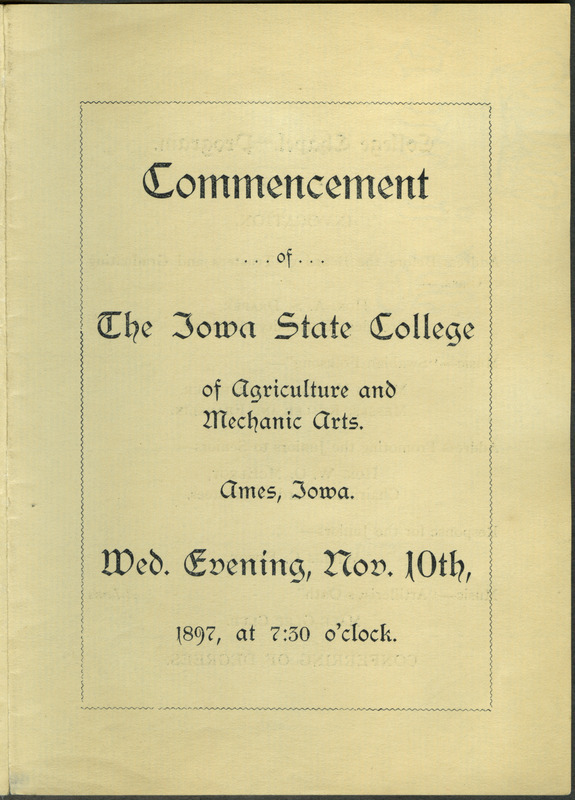 Commencement
...of...
The Iowa State College
of Agriculture and
Mechanic Arts.
Ames, Iowa.
Wed. Evening, Nov. 10th,
1897, at 7:30 o'clock.